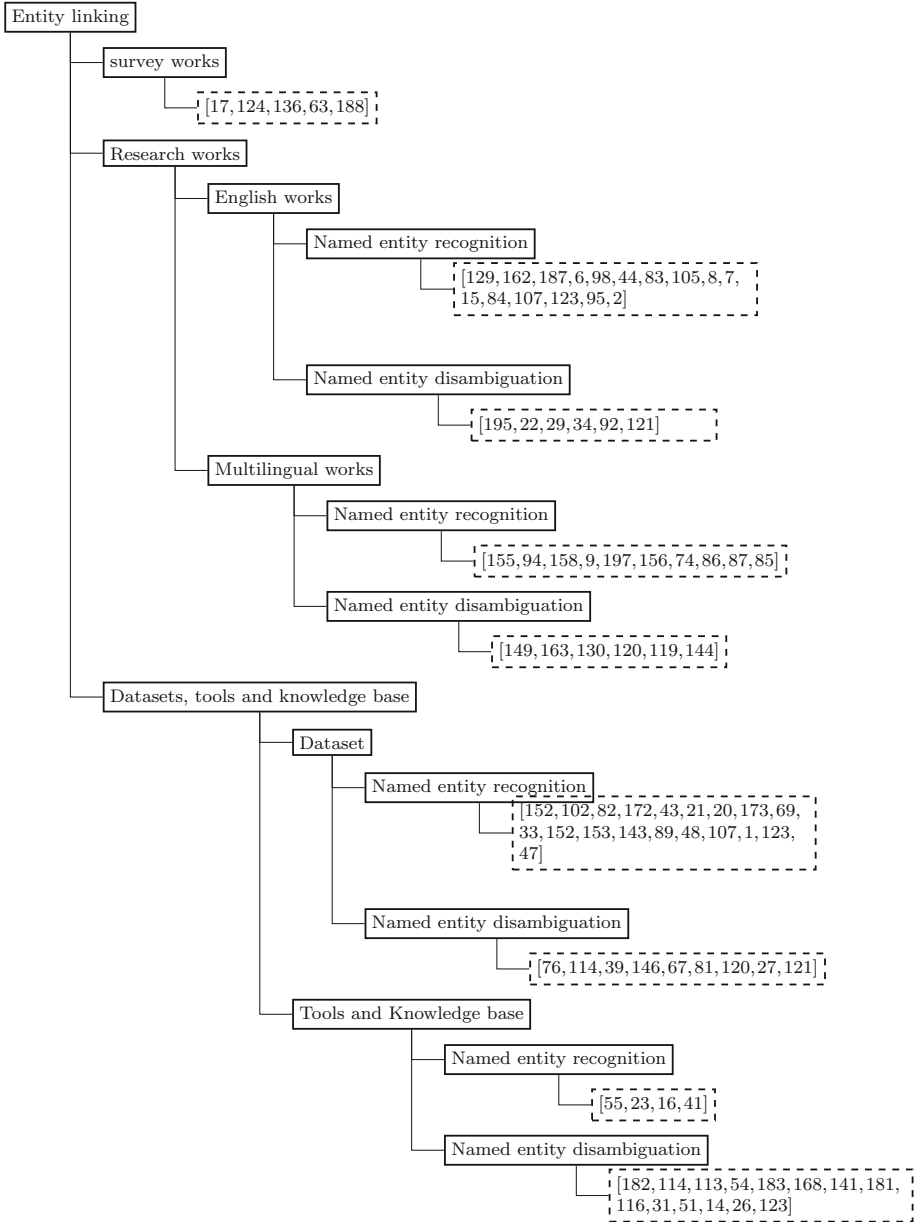 Entity linking
survey works
[17,124,136,63,188]
Research works
English works
Named entity recognition
[129,162,187,6,98,44,83,105,8,7,
15,84,107,123,95,2]
Named entity disambiguation
[195,22,29,34,92,121]
Multilingual works
Named entity recognition
[155,94,158,9,197,156,74,86,87,85]
Named entity disambiguation
[149,163,130,120,119,144]
Datasets, tools and knowledge base
Dataset
Named entity recognition
[152,102,82,172,43,21,20,173,69,
33,152,153,143,89,48,107,1,123,
47]
Named entity disambiguation
[76,114,39,146,67,81,120,27,121]
Tools and Knowledge base
Named entity recognition
[55,23,16,41]
Named entity disambiguation
[182,114,113,54,183,168,141,181,
116,31,51,14,26,123]